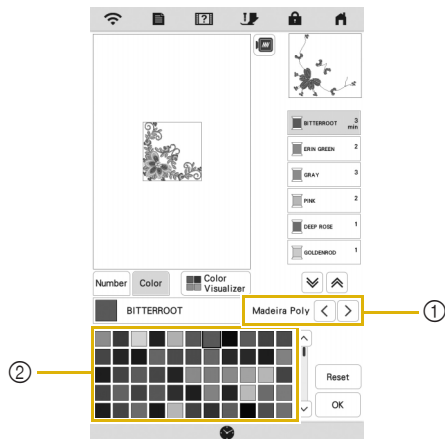 BITTERROOT 3
min
ERIN GREEN 2
GRAY 3
PINK 2
DEEP ROSE 1
GOLDENROD 1
Number Color Color
Visualizer
BITTERROOT Madeira Poly < > ①
②
Reset
OK